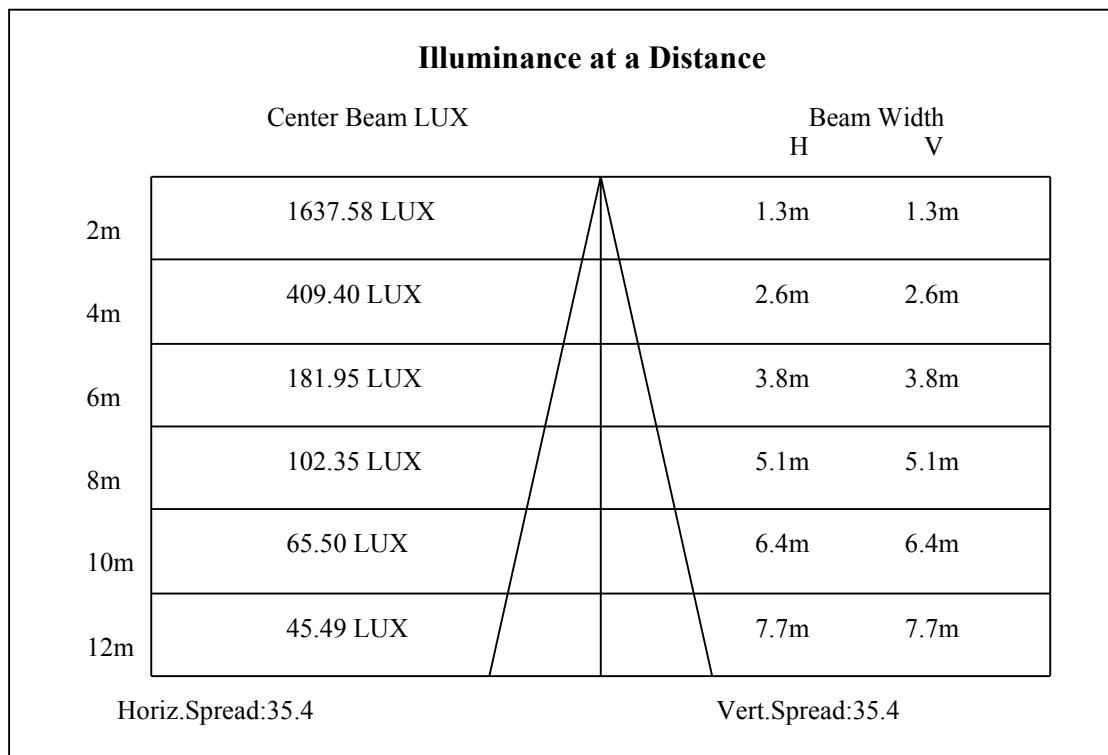 Illuminance at a Distance
Center Beam LUX Beam Width
H V
1637.58 LUX 1.3m 1.3m
2m
409.40 LUX 2.6m 2.6m
4m
181.95 LUX 3.8m 3.8m
6m
102.35 LUX 5.1m 5.1m
8m
65.50 LUX 6.4m 6.4m
10m
45.49 LUX 7.7m 7.7m
12m
Horiz.Spread:35.4 Vert.Spread:35.4